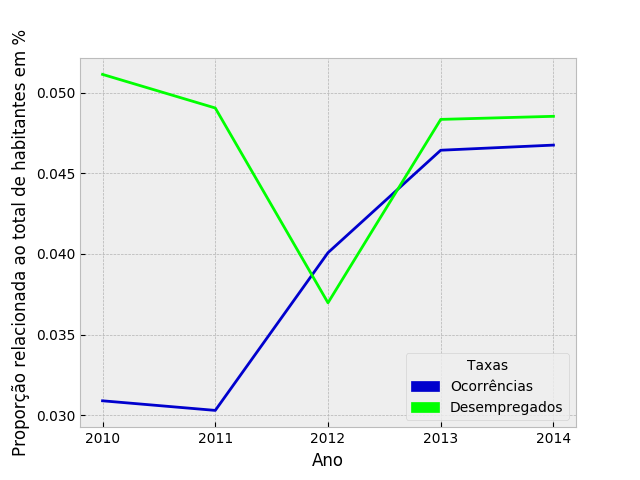 Proporção relacionada ao total de habitantes em %
0.050
0.045
0.040
0.035
0.030
2010 2011 2012 2013 2014
Ano
Taxas
Ocorrências
Desempregados